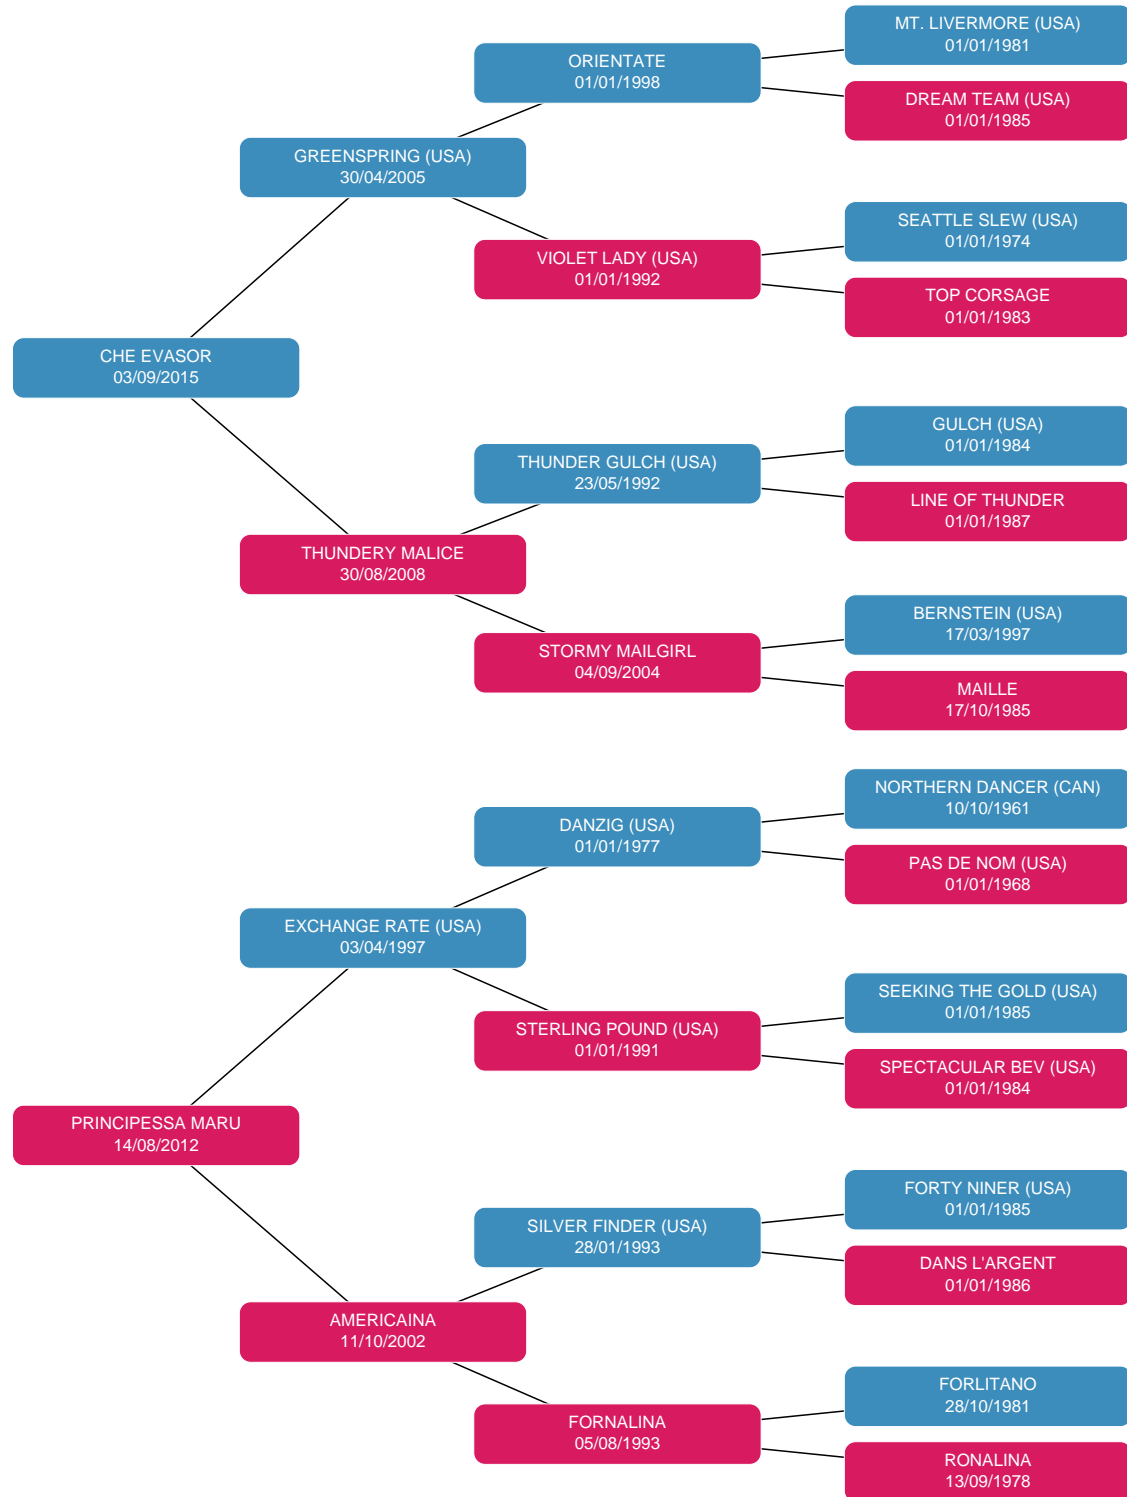 MT. LIVERMORE (USA)
01/01/1981
ORIENTATE
01/01/1998
DREAM TEAM (USA)
01/01/1985
GREENSPRING (USA)
30/04/2005
SEATTLE SLEW (USA)
01/01/1974
VIOLET LADY (USA)
01/01/1992
TOP CORSAGE
01/01/1983
CHE EVASOR
03/09/2015
GULCH (USA)
01/01/1984
THUNDER GULCH (USA)
23/05/1992
LINE OF THUNDER
01/01/1987
THUNDERY MALICE
30/08/2008
BERNSTEIN (USA)
17/03/1997
STORMY MAILGIRL
04/09/2004
MAILLE
17/10/1985
NORTHERN DANCER (CAN)
10/10/1961
DANZIG (USA)
01/01/1977
PAS DE NOM (USA)
01/01/1968
EXCHANGE RATE (USA)
03/04/1997
SEEKING THE GOLD (USA)
01/01/1985
STERLING POUND (USA)
01/01/1991
SPECTACULAR BEV (USA)
01/01/1984
PRINCIPESSA MARU
14/08/2012
FORTY NINER (USA)
01/01/1985
SILVER FINDER (USA)
28/01/1993
DANS L'ARGENT
01/01/1986
AMERICAINA
11/10/2002
FORLITANO
28/10/1981
FORNALINA
05/08/1993
RONALINA
13/09/1978